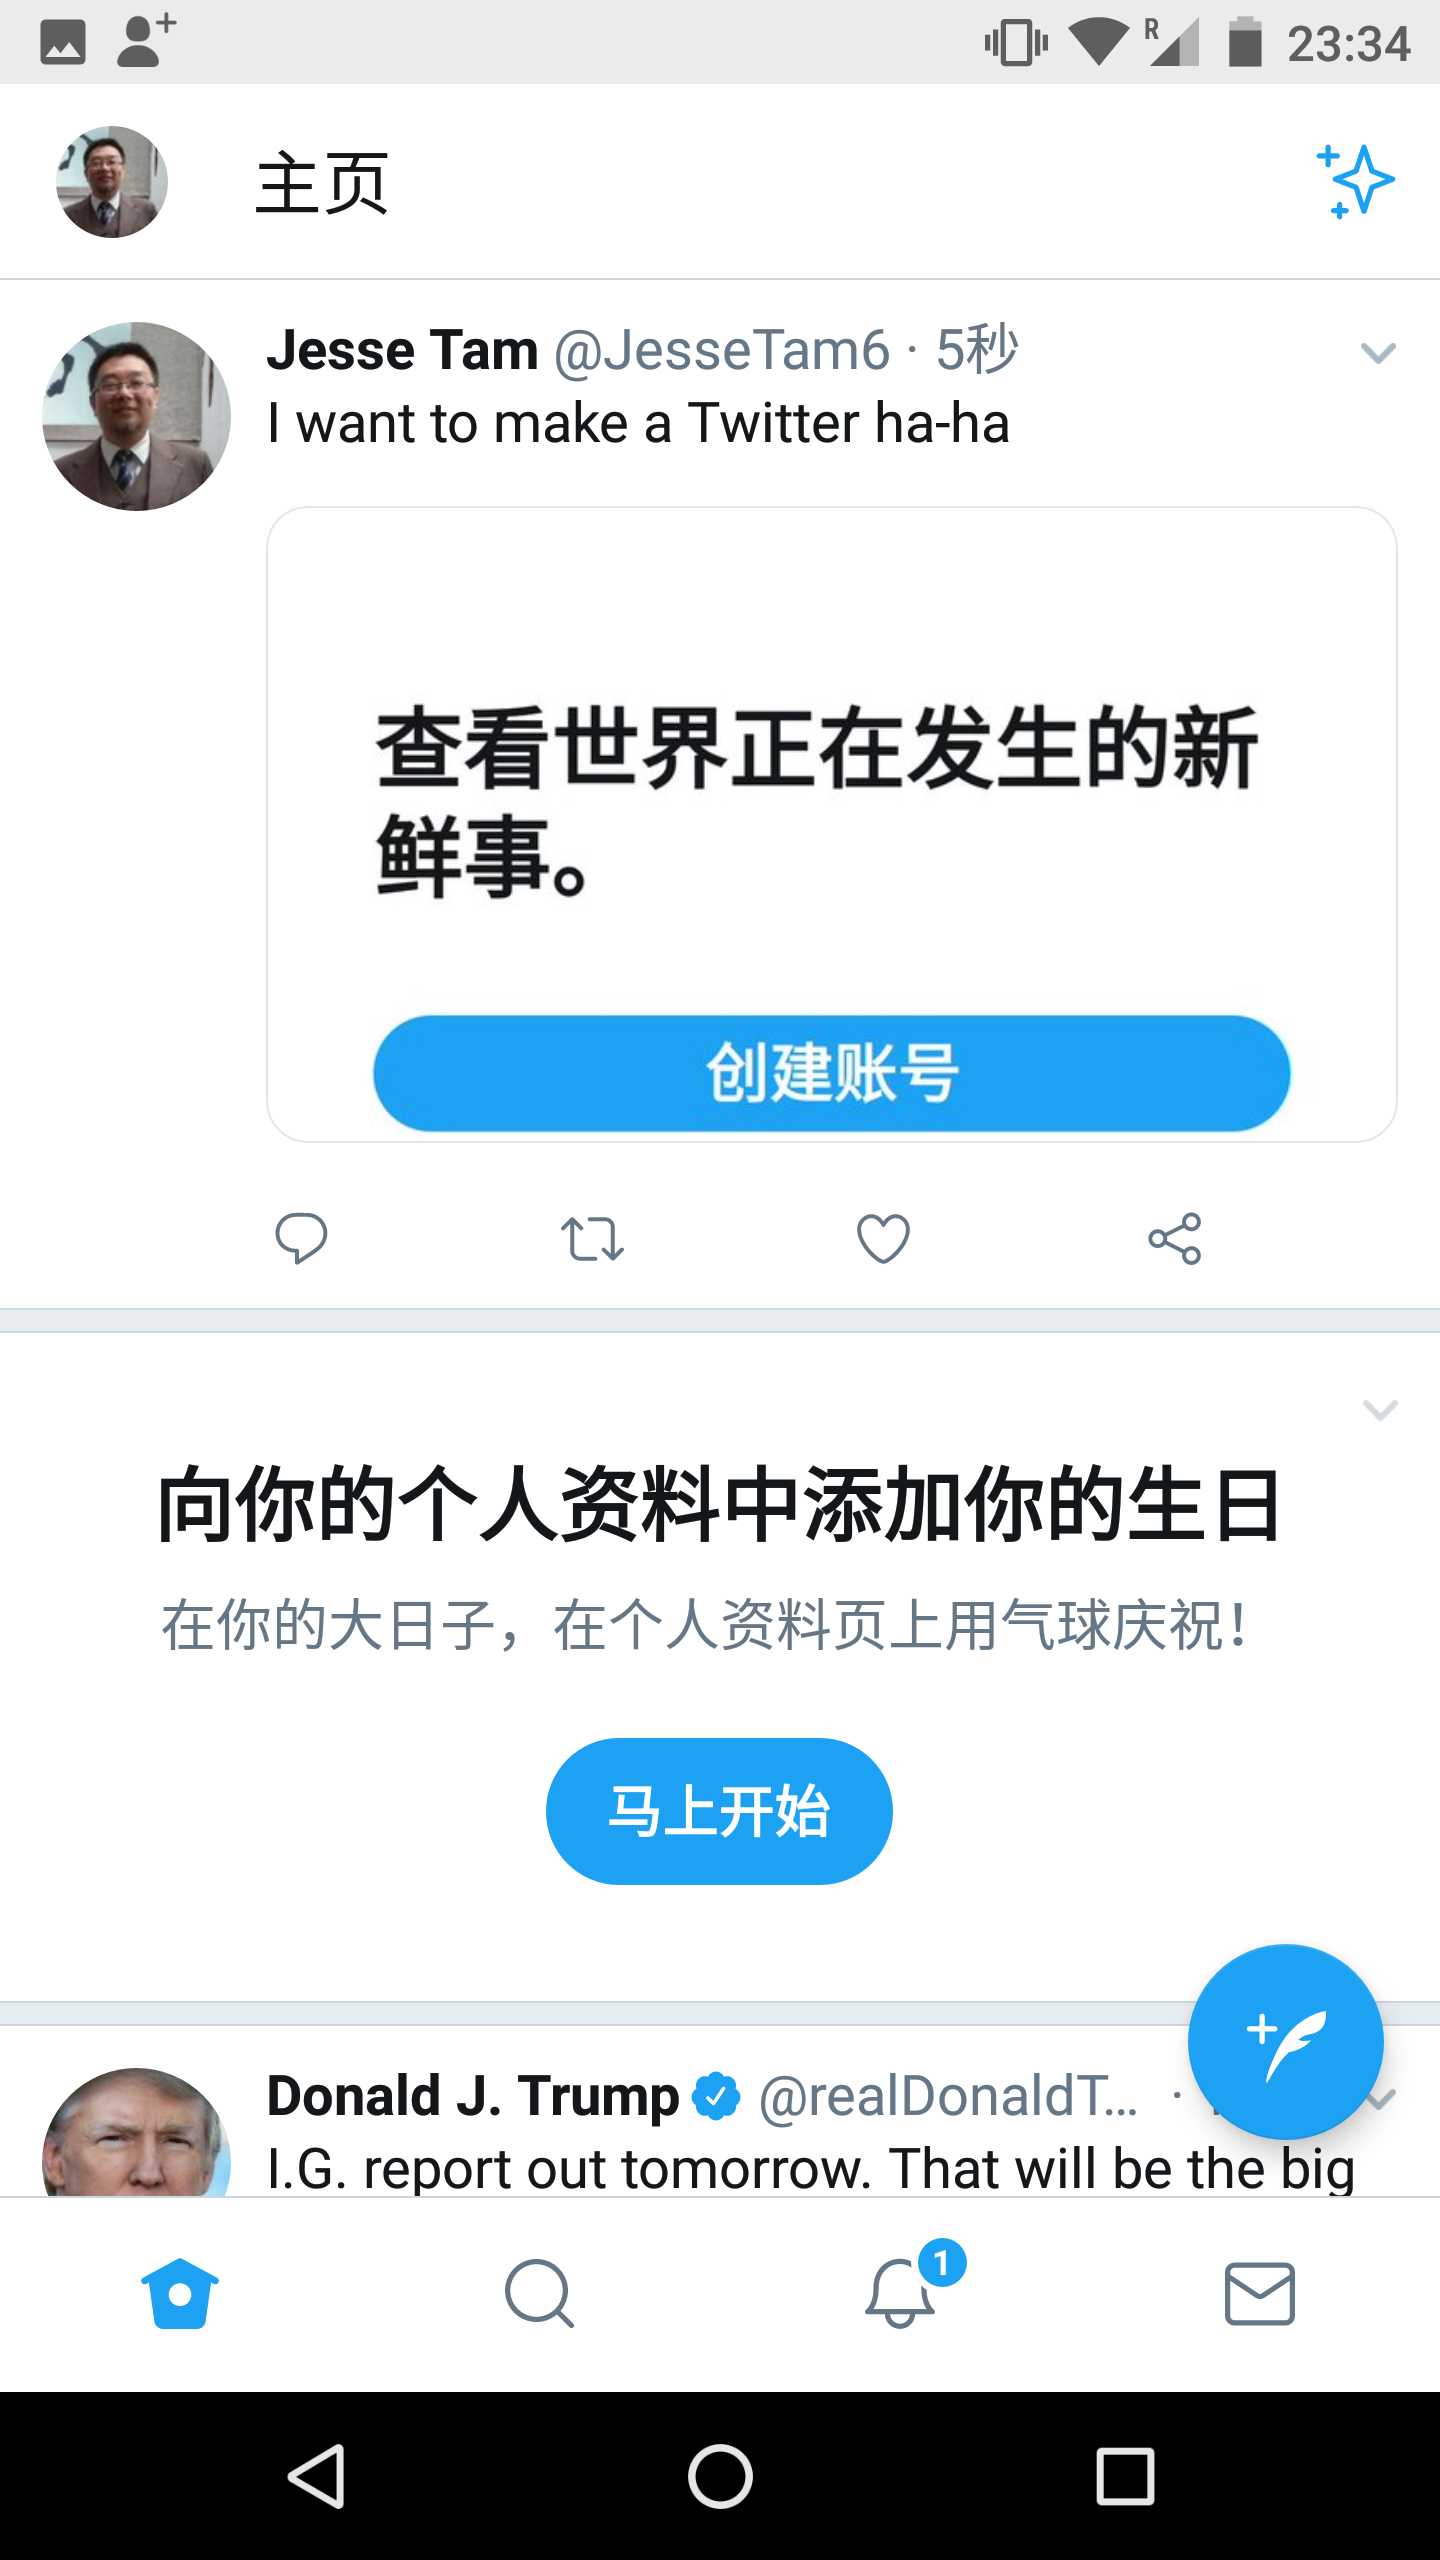 R 23:34
主页
Jesse Tam @JesseTam6 · 5秒
I want to make a Twitter ha-ha
查看世界正在发生的新
鲜事。
创建账号
向你的个人资料中添加你的生日
在你的大日子，在个人资料页上用气球庆祝！
马上开始
Donald J. Trump @realDonaldT… ·
I.G. report out tomorrow. That will be the big
1